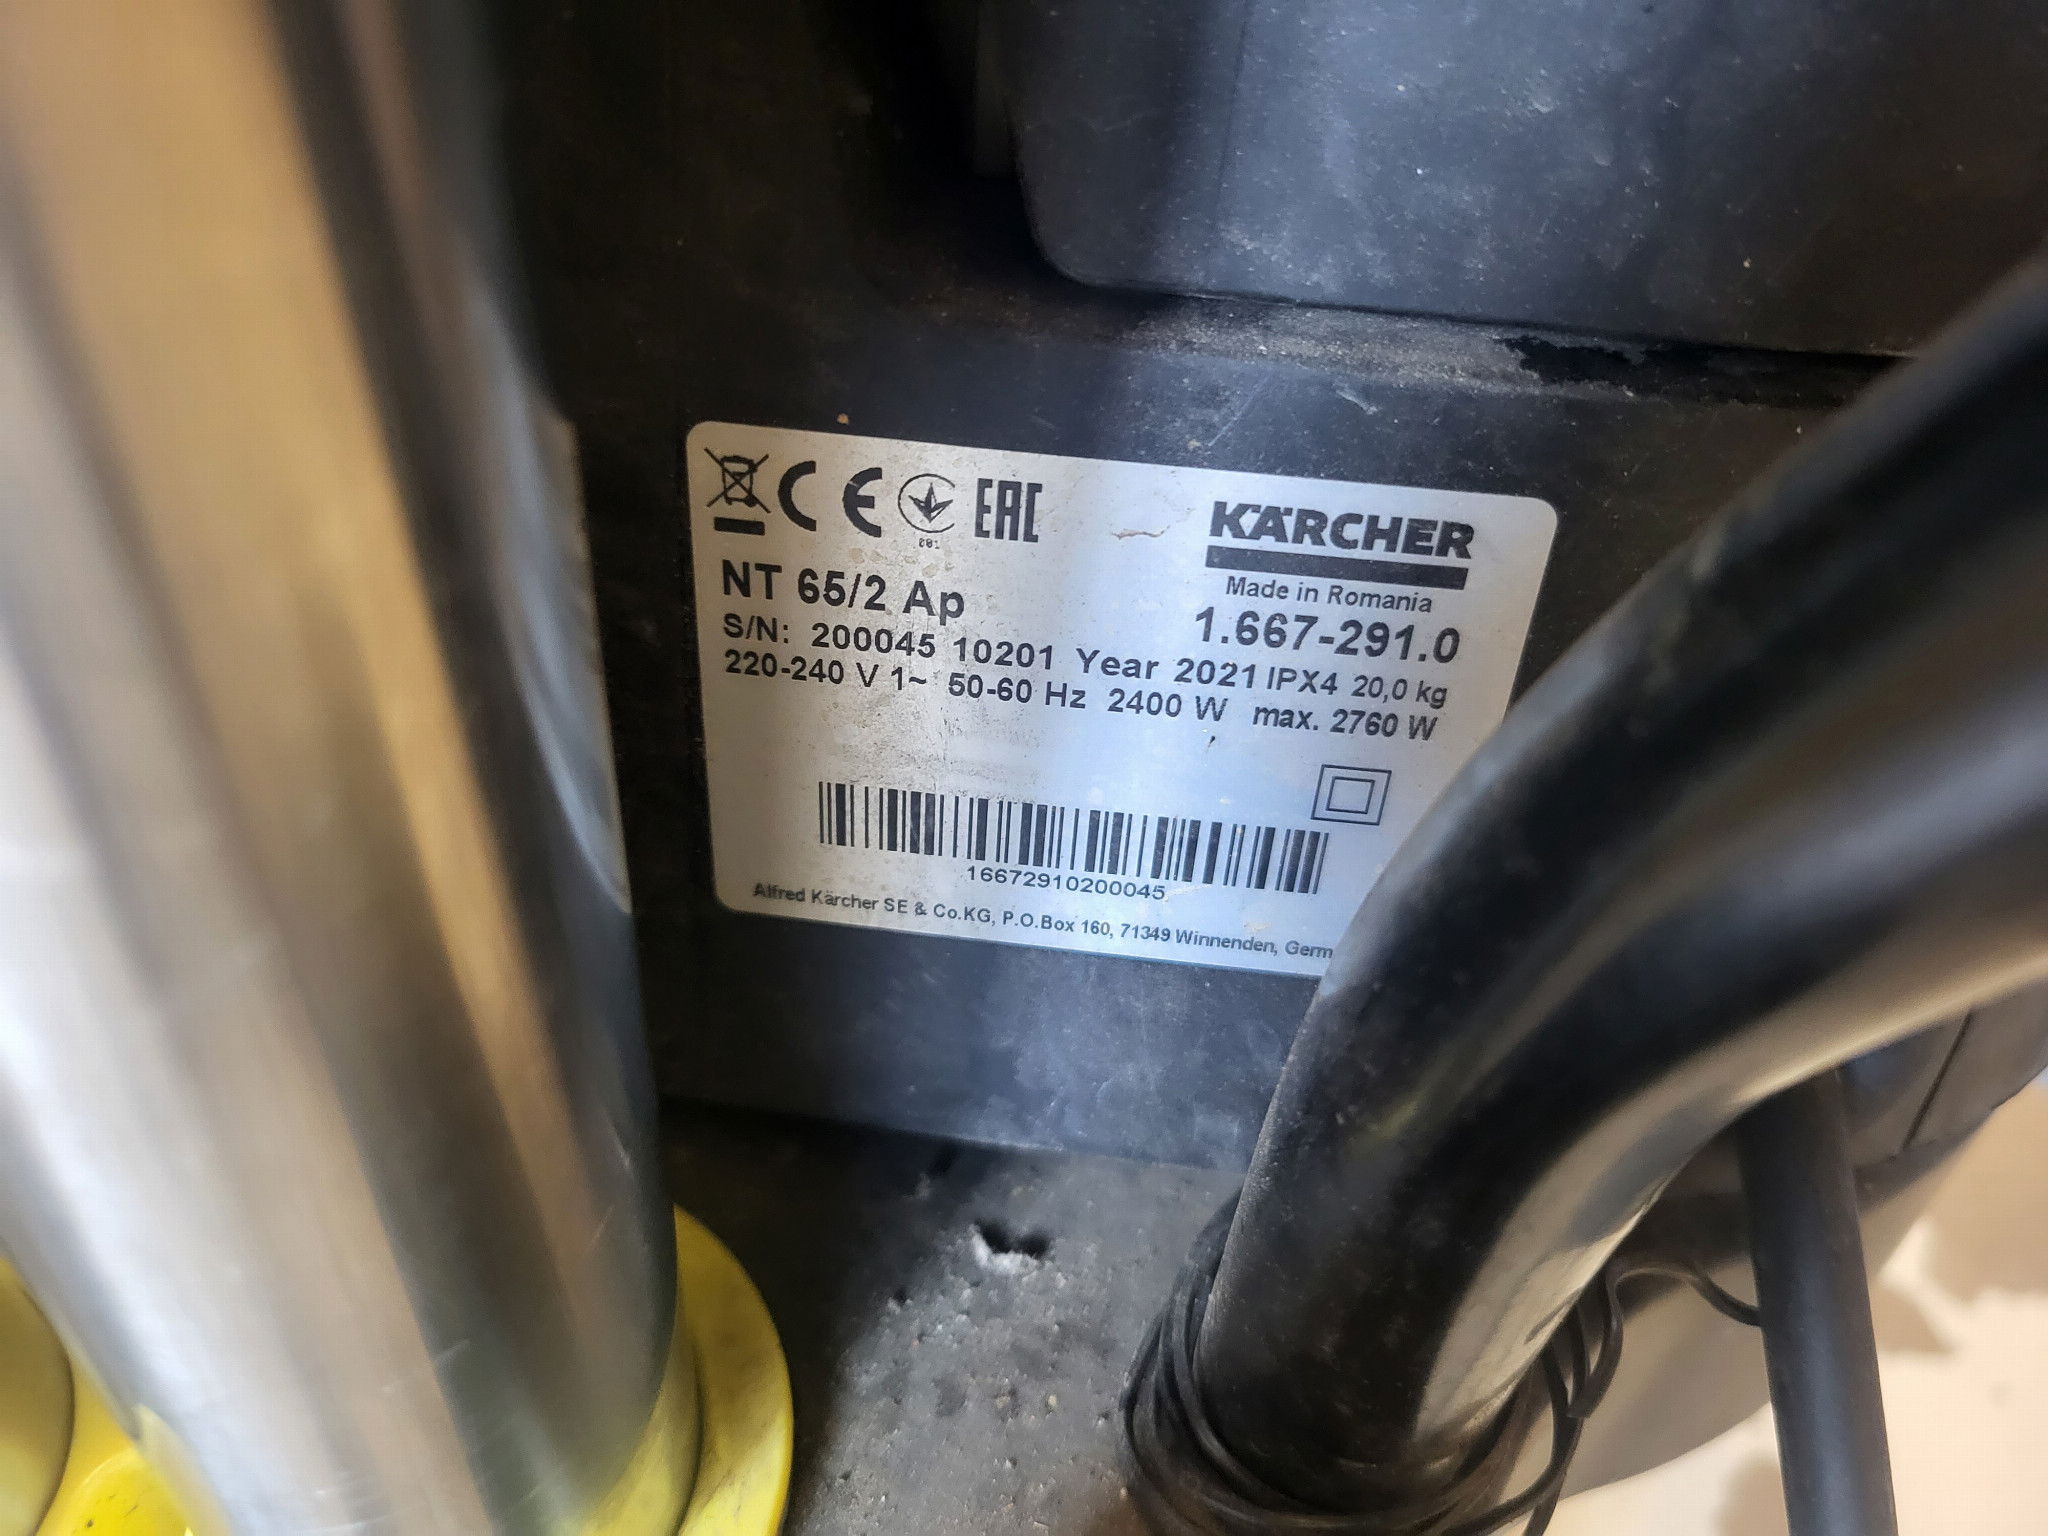 CE EAC
081
KÄRCHER
Made in Romania
NT 65/2 Ap
1.667-291.0
S/N: 200045 10201 Year 2021 IPX4 20,0 kg
220-240 V 1~ 50-60 Hz 2400 W max. 2760 W
16672910200045
Alfred Kärcher SE & Co.KG, P.O.Box 160, 71349 Winnenden, Germ